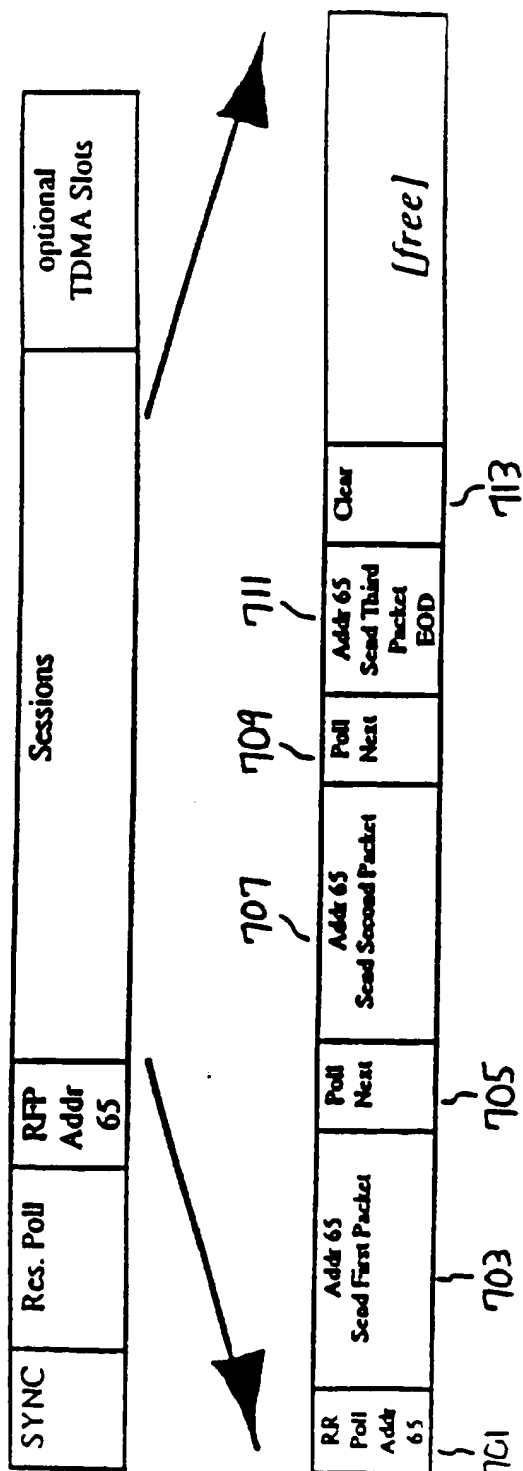 SYNC
Res. Poll
RFP
Addr
65
Sessions
optional
TDMA Slots
RR
Poll
Addr
65
Addr 65
Send First Packet
Poll
Next
Addr 65
Send Second Packet
Poll
Next
Addr 65
Send Third
Packet
EOD
Clear
[free]
701
703
705
707
709
711
713